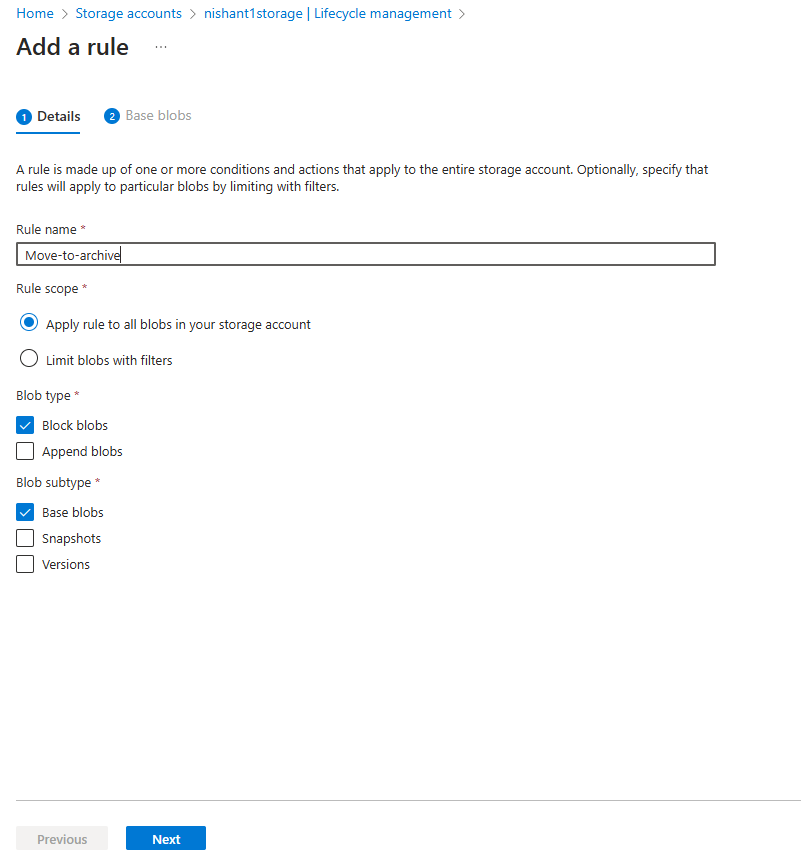 Home > Storage accounts > nishant1storage | Lifecycle management >
Add a rule ...
1 Details 2 Base blobs
A rule is made up of one or more conditions and actions that apply to the entire storage account. Optionally, specify that
rules will apply to particular blobs by limiting with filters.
Rule name *
Move-to-archive
Rule scope *
Apply rule to all blobs in your storage account
Limit blobs with filters
Blob type *
Block blobs
Append blobs
Blob subtype *
Base blobs
Snapshots
Versions
Previous Next